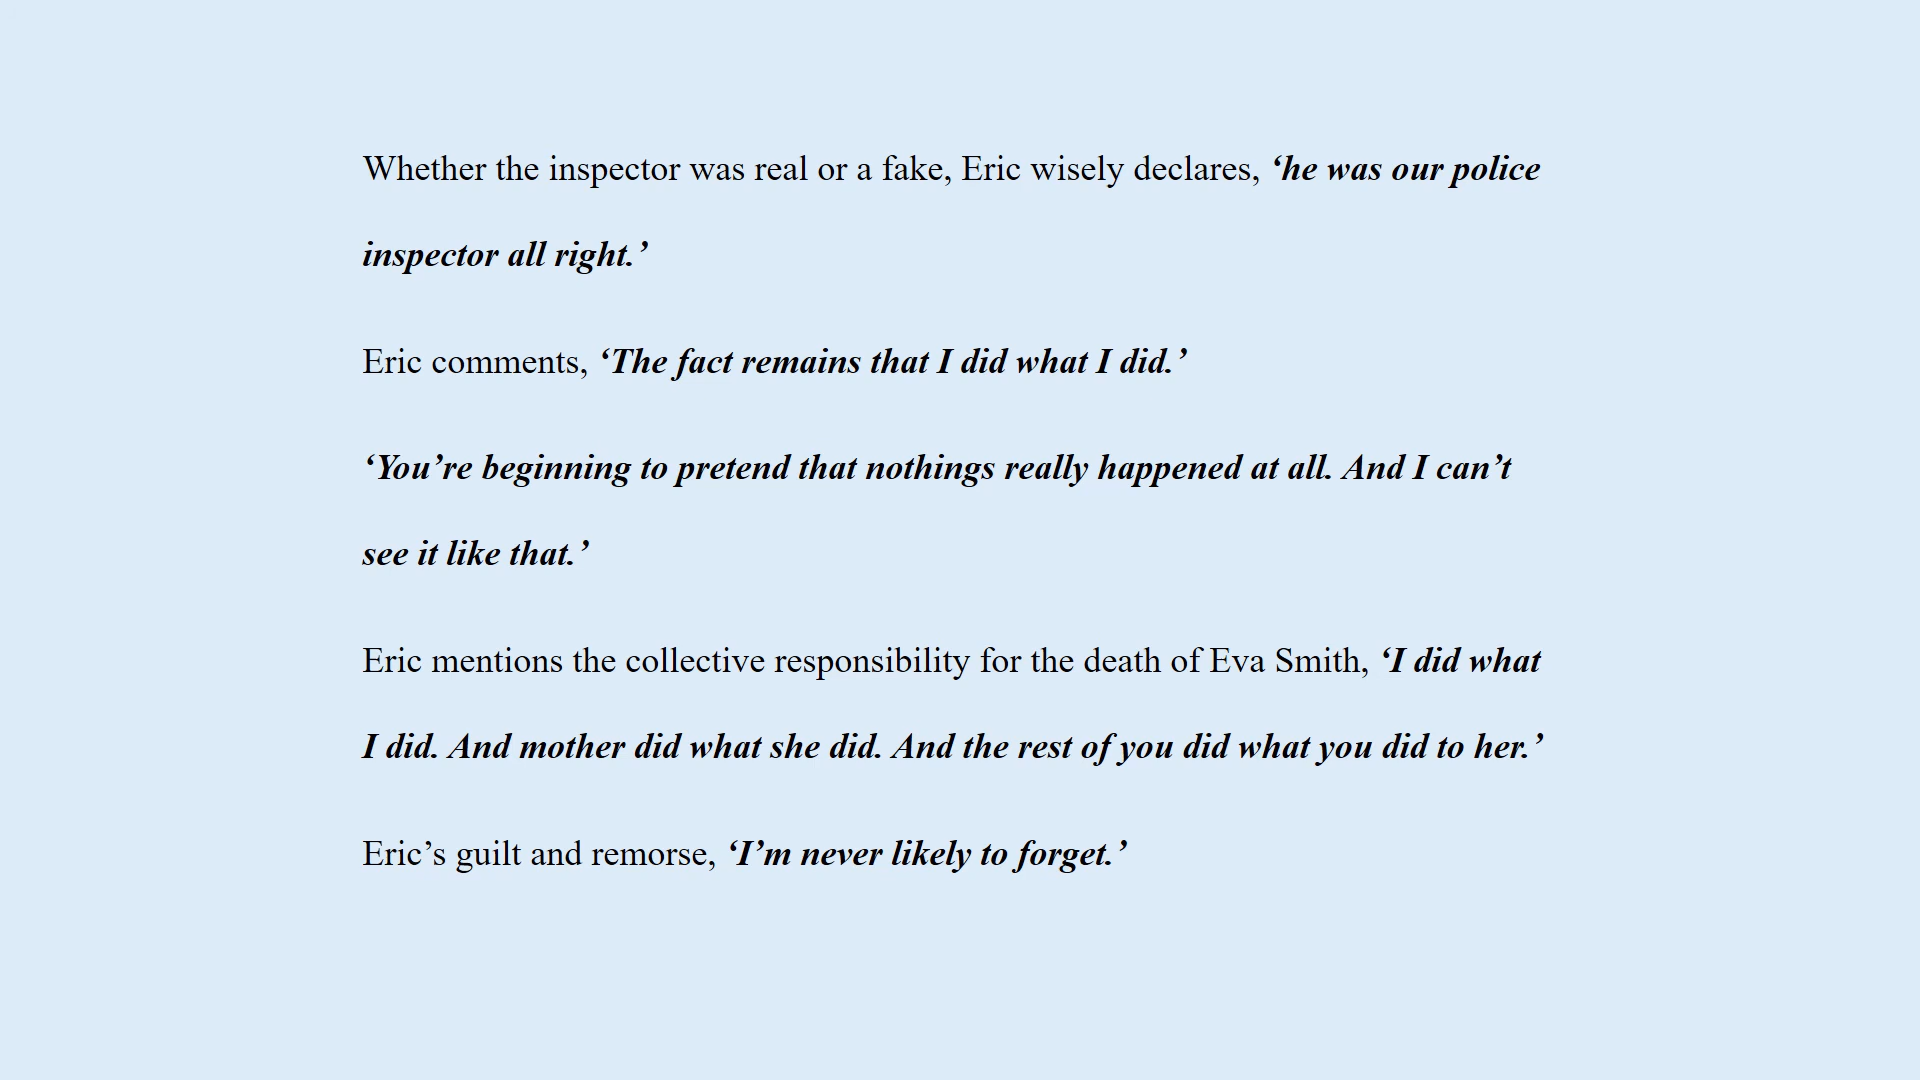 Whether the inspector was real or a fake, Eric wisely declares, ‘he was our police
inspector all right.’
Eric comments, ‘The fact remains that I did what I did.’
‘You’re beginning to pretend that nothings really happened at all. And I can’t
see it like that.’
Eric mentions the collective responsibility for the death of Eva Smith, ‘I did what
I did. And mother did what she did. And the rest of you did what you did to her.’
Eric’s guilt and remorse, ‘I’m never likely to forget.’